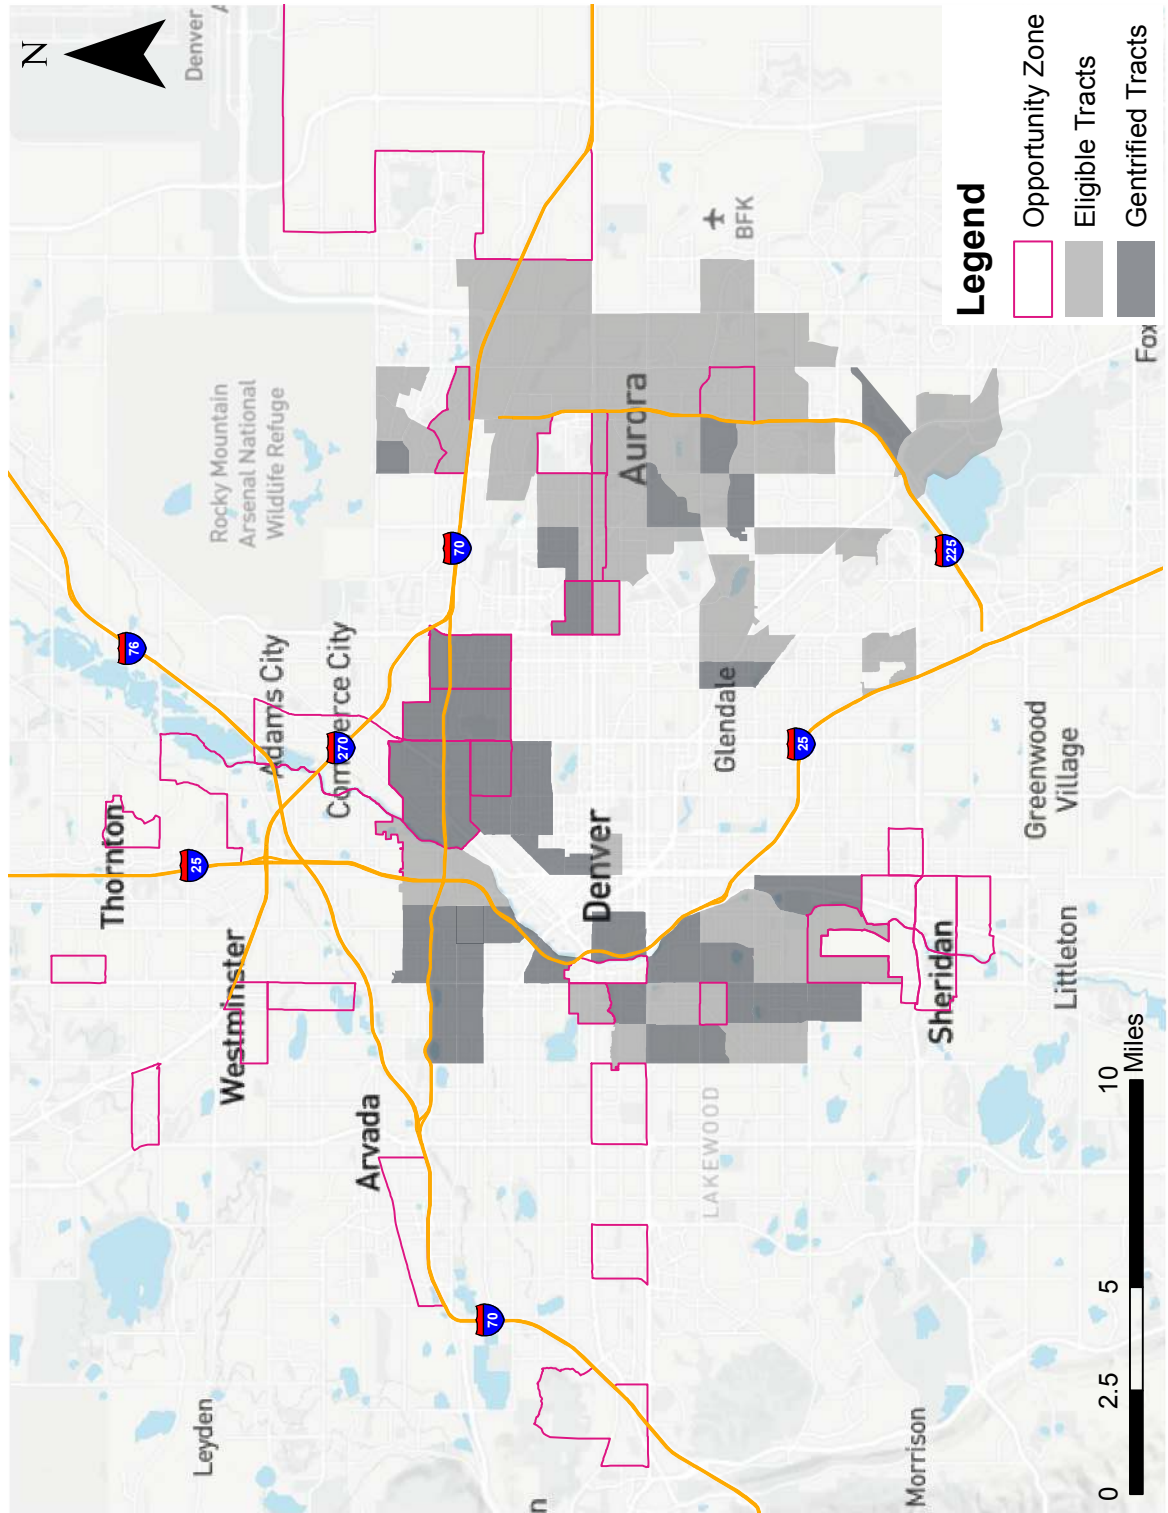 N
Denver
A
Rocky Mountain
Arsenal National
Wildlife Refuge
76
Adams City
Commerce City
270
Thornton
25
Westminster
Arvada
Leyden
70
70
BFK
Aurora
Glendale
Denver
LAKEWOOD
25
225
Greenwood
Village
Sheridan
Littleton
Morrison
n
Fox
Legend
Opportunity Zone
Eligible Tracts
Gentrified Tracts
0 2.5 5 10
Miles